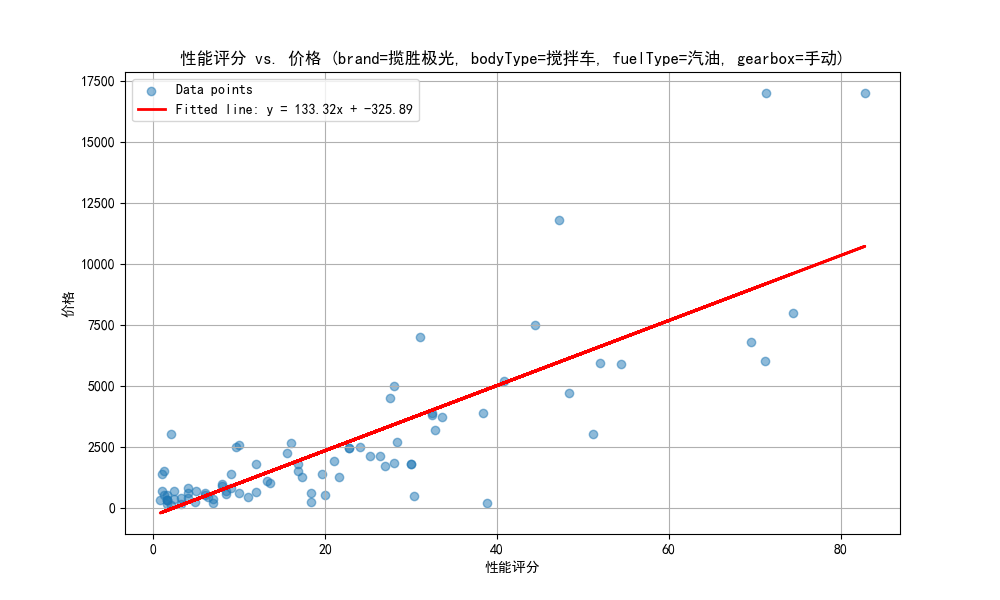 性能评分 vs. 价格 (brand=揽胜极光, bodyType=搅拌车, fuelType=汽油, gearbox=手动)
Data points
Fitted line: y = 133.32x + -325.89
17500
15000
12500
10000
7500
5000
2500
0
价格
0 20 40 60 80
性能评分